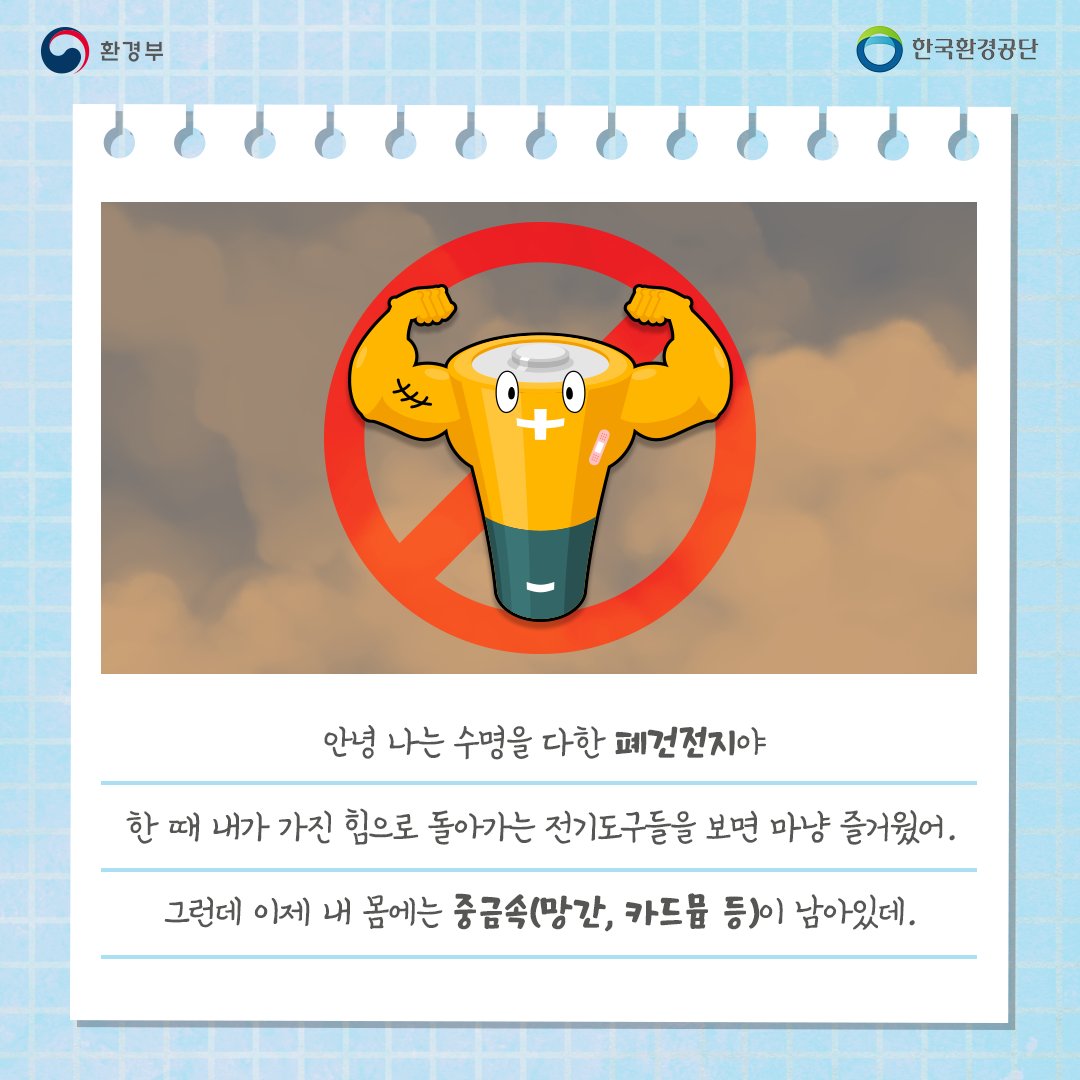 환경부
한국환경공단
안녕 나는 수명을 다한 폐건전지야
한 때 내가 가진 힘으로 돌아가는 전기도구들을 보면 마냥 즐거웠어.
그런데 이제 내 몸에는 중금속(망간, 카드뮴 등)이 남아있데.